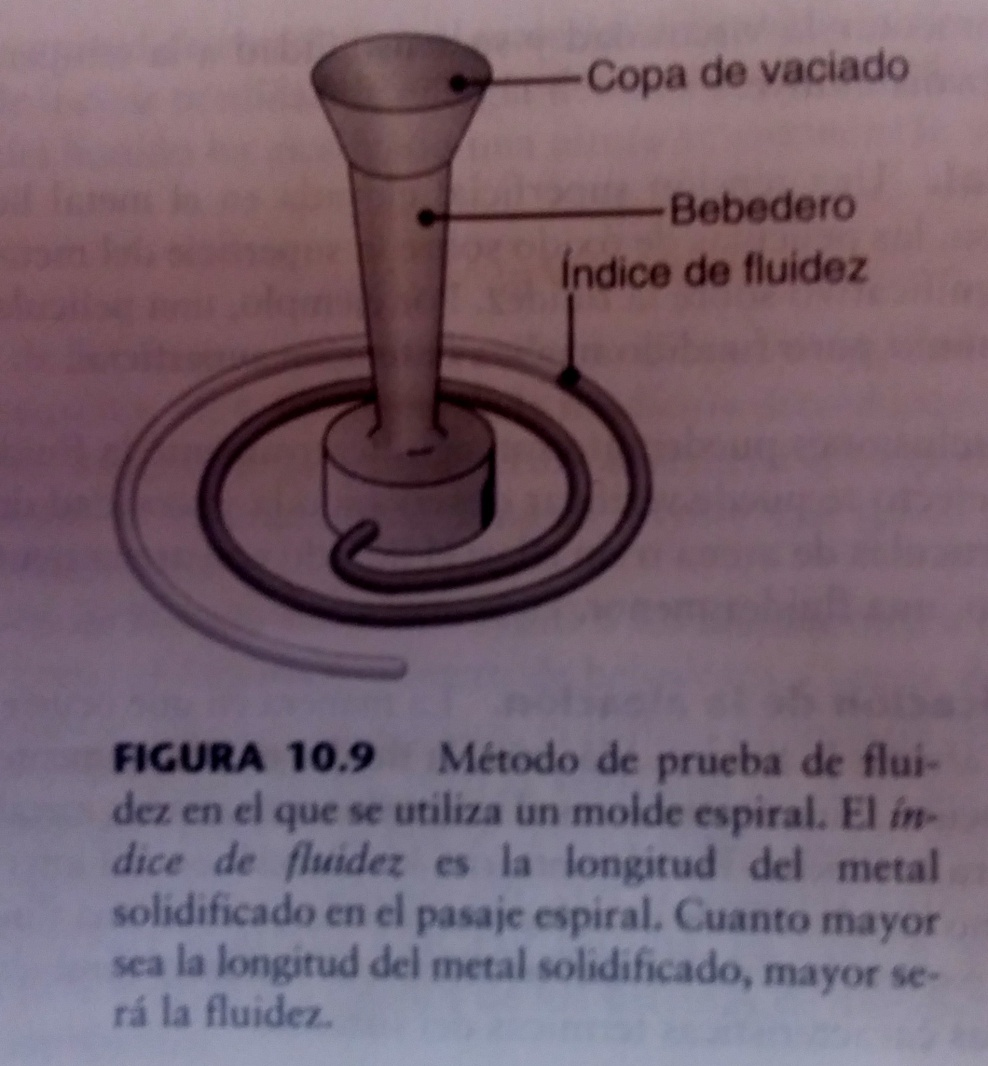 Copa de vaciado
Bebedero
Índice de fluidez
FIGURA 10.9 Método de prueba de flui-
dez en el que se utiliza un molde espiral. El ín-
dice de fluidez es la longitud del metal
solidificado en el pasaje espiral. Cuanto mayor
sea la longitud del metal solidificado, mayor se-
rá la fluidez.